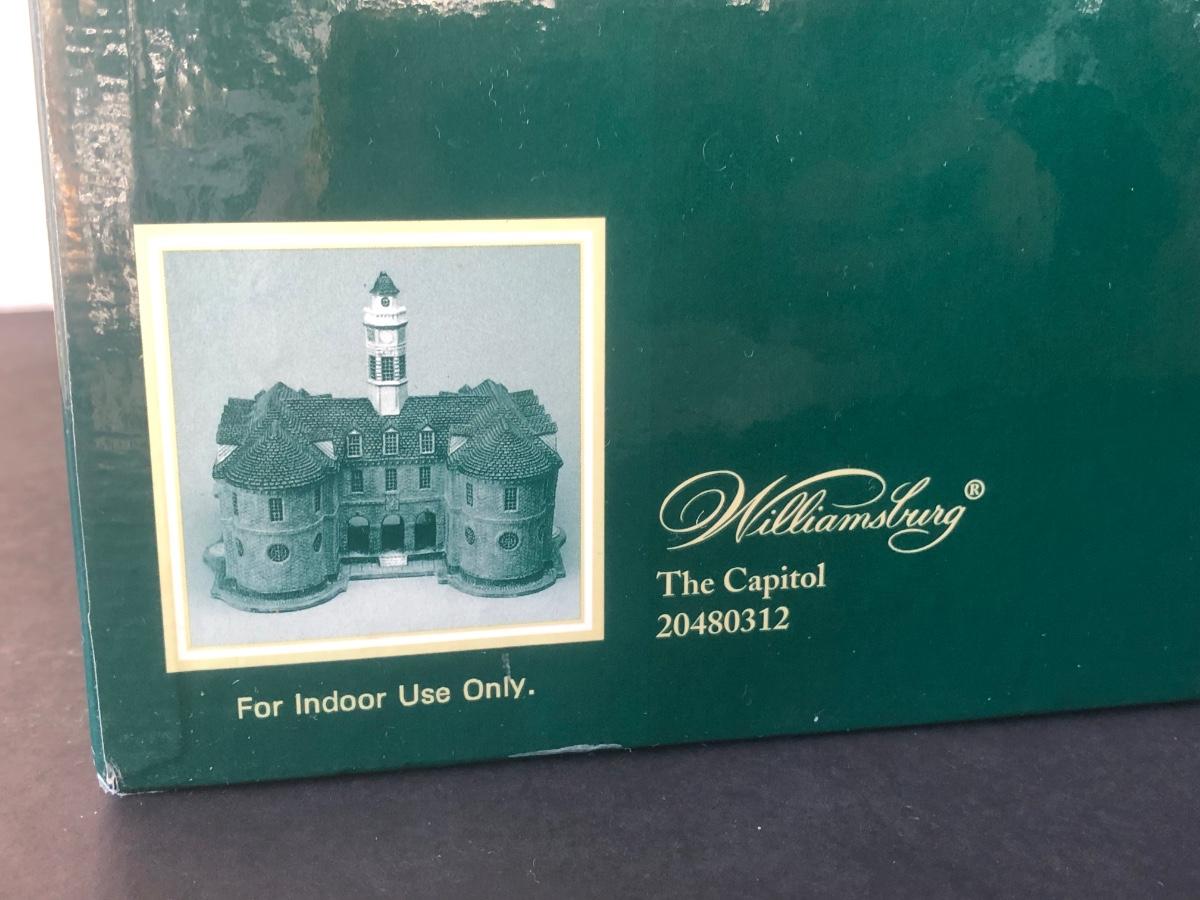 Williamsburg®
The Capitol
20480312
For Indoor Use Only.